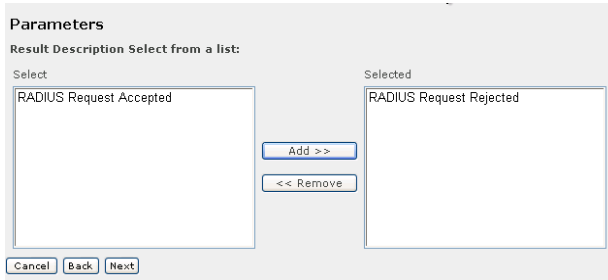 Parameters
Result Description Select from a list:
Select
Selected
RADIUS Request Accepted
RADIUS Request Rejected
Add >>
<< Remove
Cancel
Back
Next